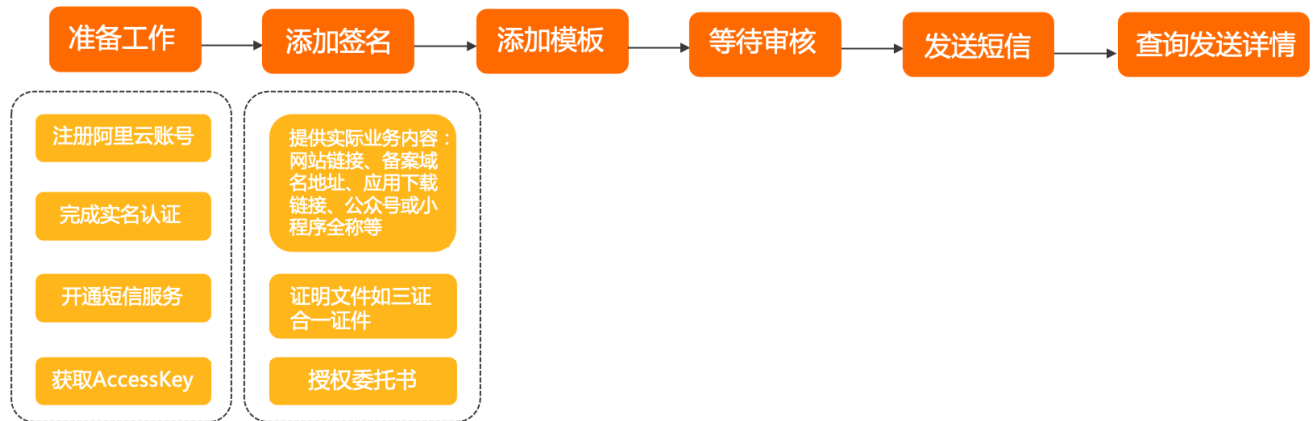 准备工作
添加签名
添加模板
等待审核
发送短信
查询发送详情
注册阿里云账号
完成实名认证
开通短信服务
获取AccessKey
提供实际业务内容：
网站链接、备案域
名地址、应用下载
链接、公众号或小
程序全称等
证明文件如三证
合一证件
授权委托书